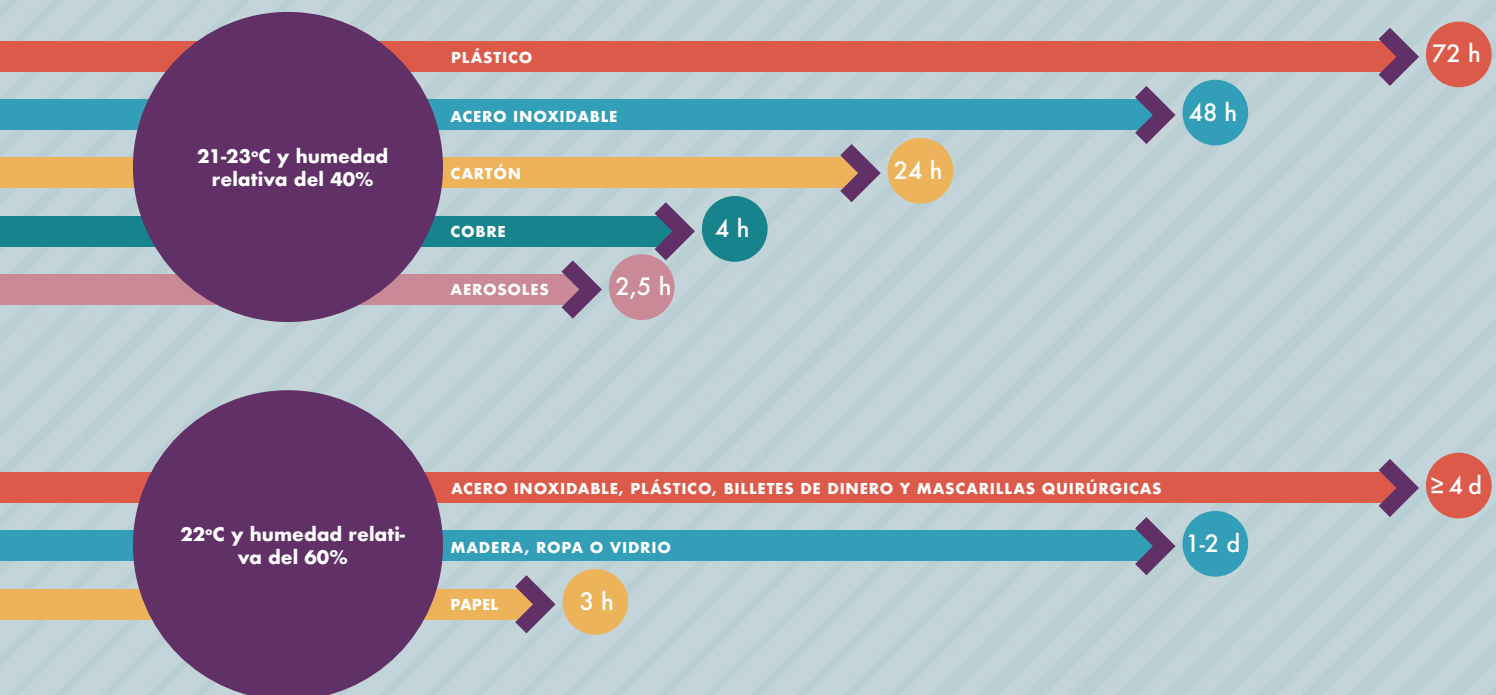 PLÁSTICO
72 h
ACERO INOXIDABLE
48 h
21-23ºC y humedad
relativa del 40%
CARTÓN
24 h
COBRE
4 h
AEROSOLES
2,5 h
ACERO INOXIDABLE, PLÁSTICO, BILLETES DE DINERO Y MASCARILLAS QUIRÚRGICAS
≥ 4 d
22ºC y humedad relati-
va del 60%
MADERA, ROPA O VIDRIO
1-2 d
PAPEL
3 h